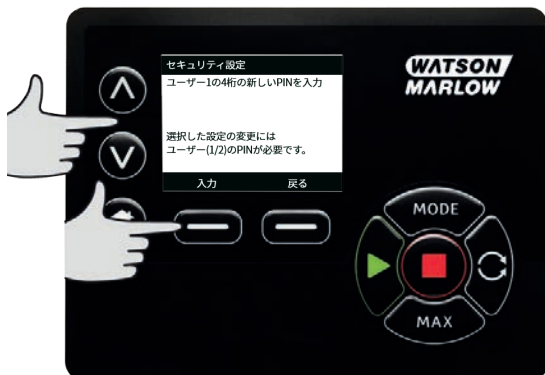 セキュリティ設定
ユーザー1の4桁の新しいPINを入力
選択した設定の変更には
ユーザー(1/2)のPINが必要です。
入力 戻る
WATSON
MARLOW
MODE
MAX